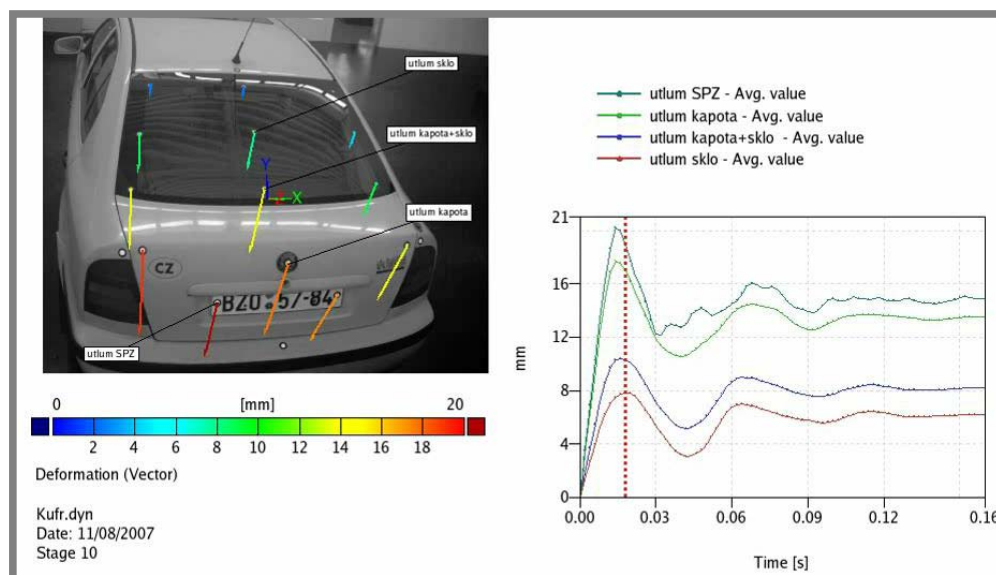 utlum sklo
utlum kapota+sklo
Y
X
utlum kapota
CZ
BZO 57-84
utlum SPZ
0 [mm] 20
2 4 6 8 10 12 14 16 18
Deformation (Vector)
Kufr.dyn
Date: 11/08/2007
Stage 10
utlum SPZ - Avg. value
utlum kapota - Avg. value
utlum kapota+sklo - Avg. value
utlum sklo - Avg. value
21
16
12
8
4
0
mm
0.00 0.03 0.06 0.09 0.12 0.16
Time [s]